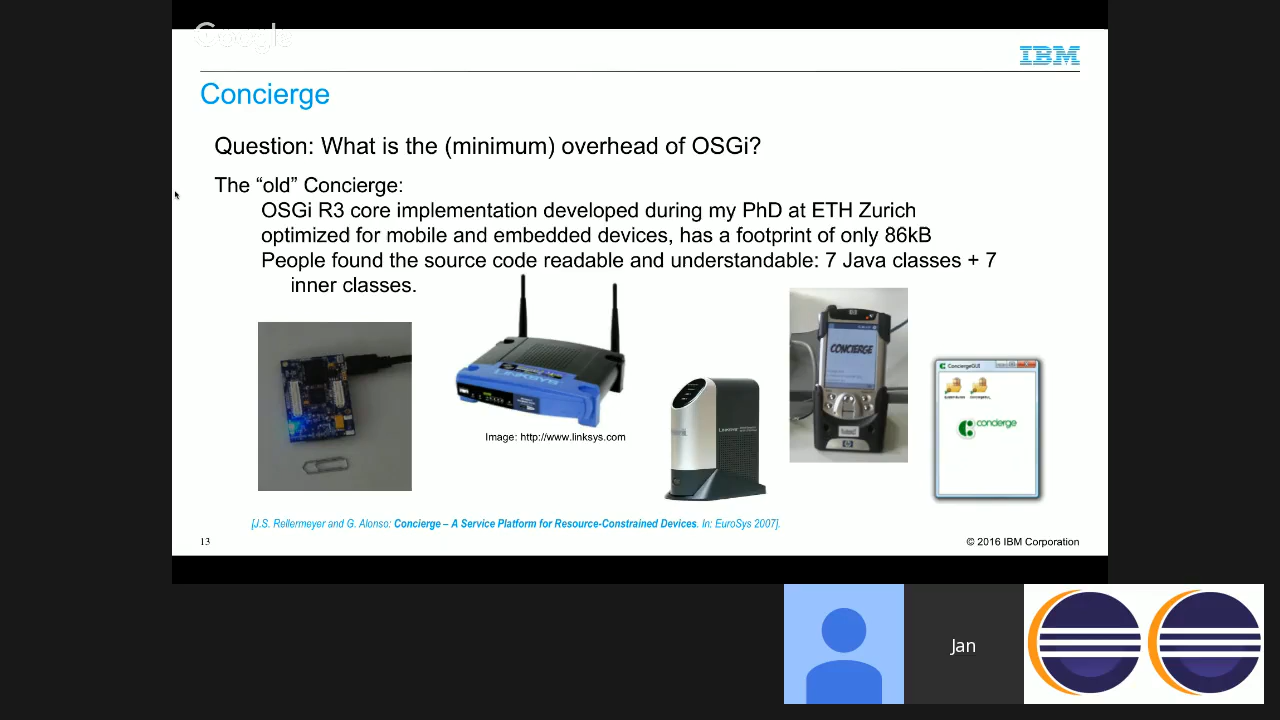 Google
IBM
Concierge
Question: What is the (minimum) overhead of OSGi?
The “old” Concierge:
OSGi R3 core implementation developed during my PhD at ETH Zurich
optimized for mobile and embedded devices, has a footprint of only 86kB
People found the source code readable and understandable: 7 Java classes + 7
inner classes.
LINKSYS
Image: http://www.linksys.com
CONCIERGE
ConciergeGUI
concierge
[J.S. Rellermeyer and G. Alonso: Concierge – A Service Platform for Resource-Constrained Devices. In: EuroSys 2007].
13
© 2016 IBM Corporation
Jan